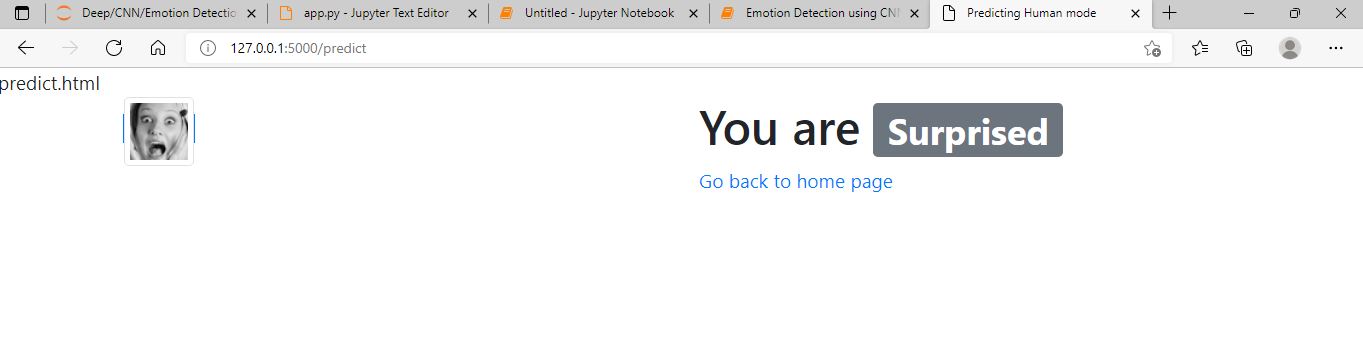 Deep/CNN/Emotion Detectio
app.py - Jupyter Text Editor
Untitled - Jupyter Notebook
Emotion Detection using CNN
Predicting Human mode
127.0.0.1:5000/predict
predict.html
You are Surprised
Go back to home page